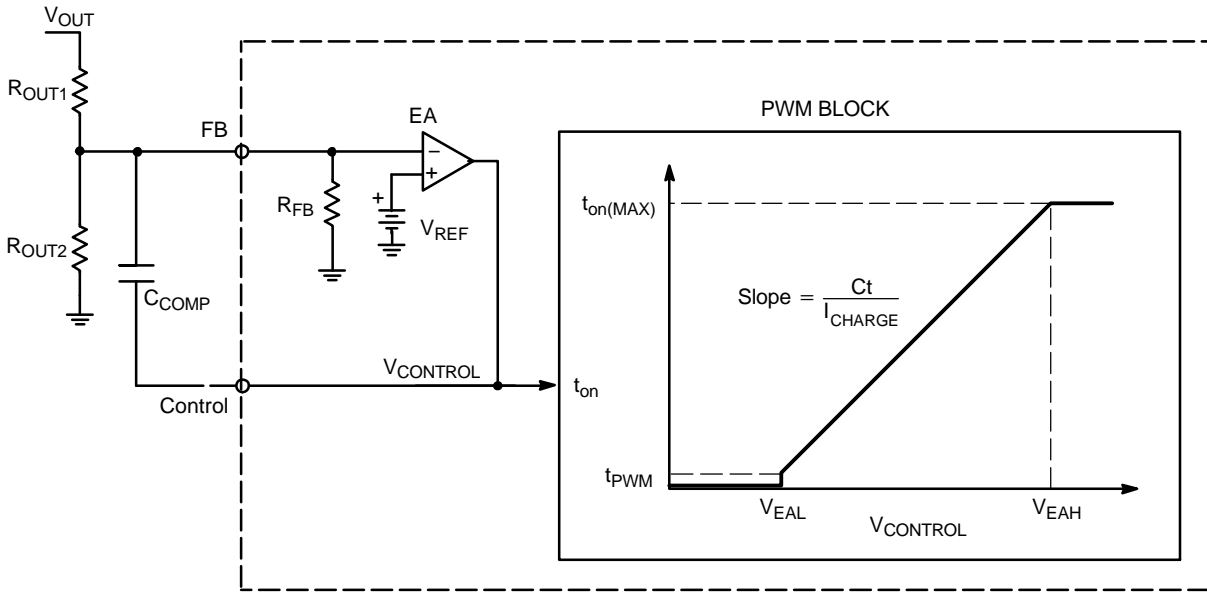 VOUT
ROUT1
FB
EA
PWM BLOCK
−
+
+
RFB
VREF
ROUT2
CCOMP
ton(MAX)
Slope = Ct / ICHARGE
VCONTROL
Control
ton
tPWM
VEAL
VEAH
VCONTROL